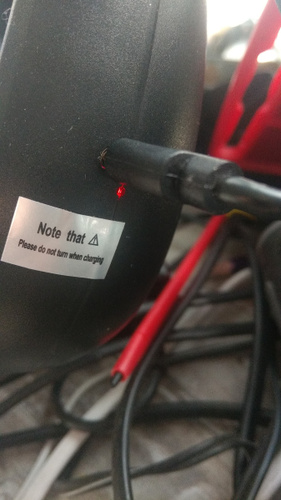 Note that ⚠
Please do not turn when charging